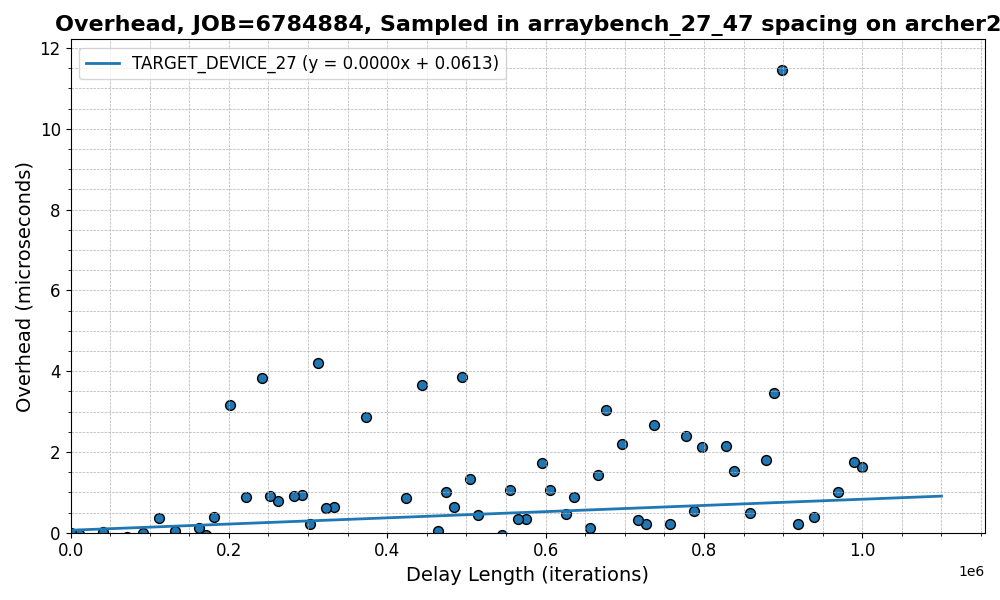 Overhead, JOB=6784884, Sampled in arraybench_27_47 spacing on archer2
TARGET_DEVICE_27 (y = 0.0000x + 0.0613)
Overhead (microseconds)
12
10
8
6
4
2
0
0.0 0.2 0.4 0.6 0.8 1.0
1e6
Delay Length (iterations)